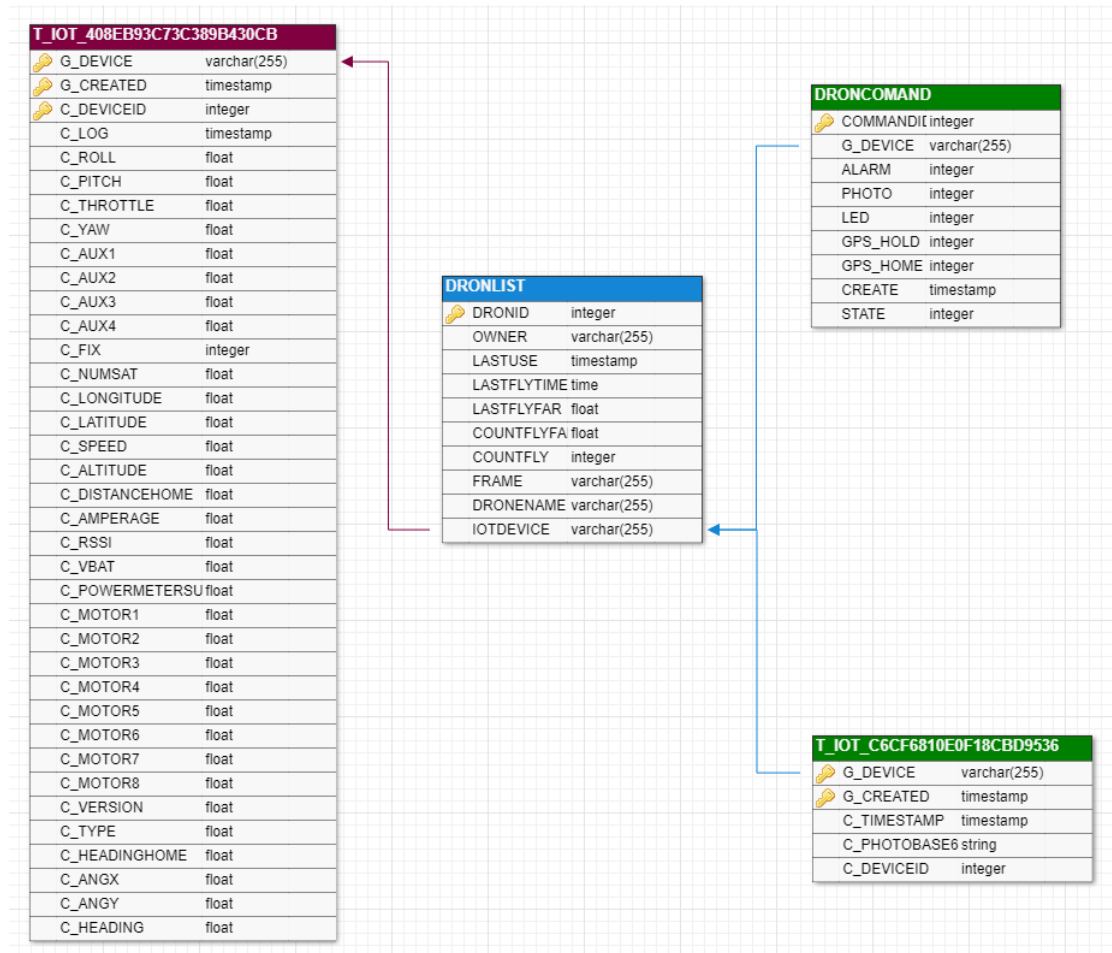 T_IOT_408EB93C73C389B430CB
G_DEVICE varchar(255)
G_CREATED timestamp
C_DEVICEID integer
C_LOG timestamp
C_ROLL float
C_PITCH float
C_THROTTLE float
C_YAW float
C_AUX1 float
C_AUX2 float
C_AUX3 float
C_AUX4 float
C_FIX integer
C_NUMSAT float
C_LONGITUDE float
C_LATITUDE float
C_SPEED float
C_ALTITUDE float
C_DISTANCEHOME float
C_AMPERAGE float
C_RSSI float
C_VBAT float
C_POWERMETERSU float
C_MOTOR1 float
C_MOTOR2 float
C_MOTOR3 float
C_MOTOR4 float
C_MOTOR5 float
C_MOTOR6 float
C_MOTOR7 float
C_MOTOR8 float
C_VERSION float
C_TYPE float
C_HEADINGHOME float
C_ANGX float
C_ANGY float
C_HEADING float
DRONLIST
DRONID integer
OWNER varchar(255)
LASTUSE timestamp
LASTFLYTIME time
LASTFLYFAR float
COUNTFLYFA float
COUNTFLY integer
FRAME varchar(255)
DRONENAME varchar(255)
IOTDEVICE varchar(255)
DRONCOMAND
COMMANDID integer
G_DEVICE varchar(255)
ALARM integer
PHOTO integer
LED integer
GPS_HOLD integer
GPS_HOME integer
CREATE timestamp
STATE integer
T_IOT_C6CF6810E0F18CBD9536
G_DEVICE varchar(255)
G_CREATED timestamp
C_TIMESTAMP timestamp
C_PHOTOBASE6 string
C_DEVICEID integer